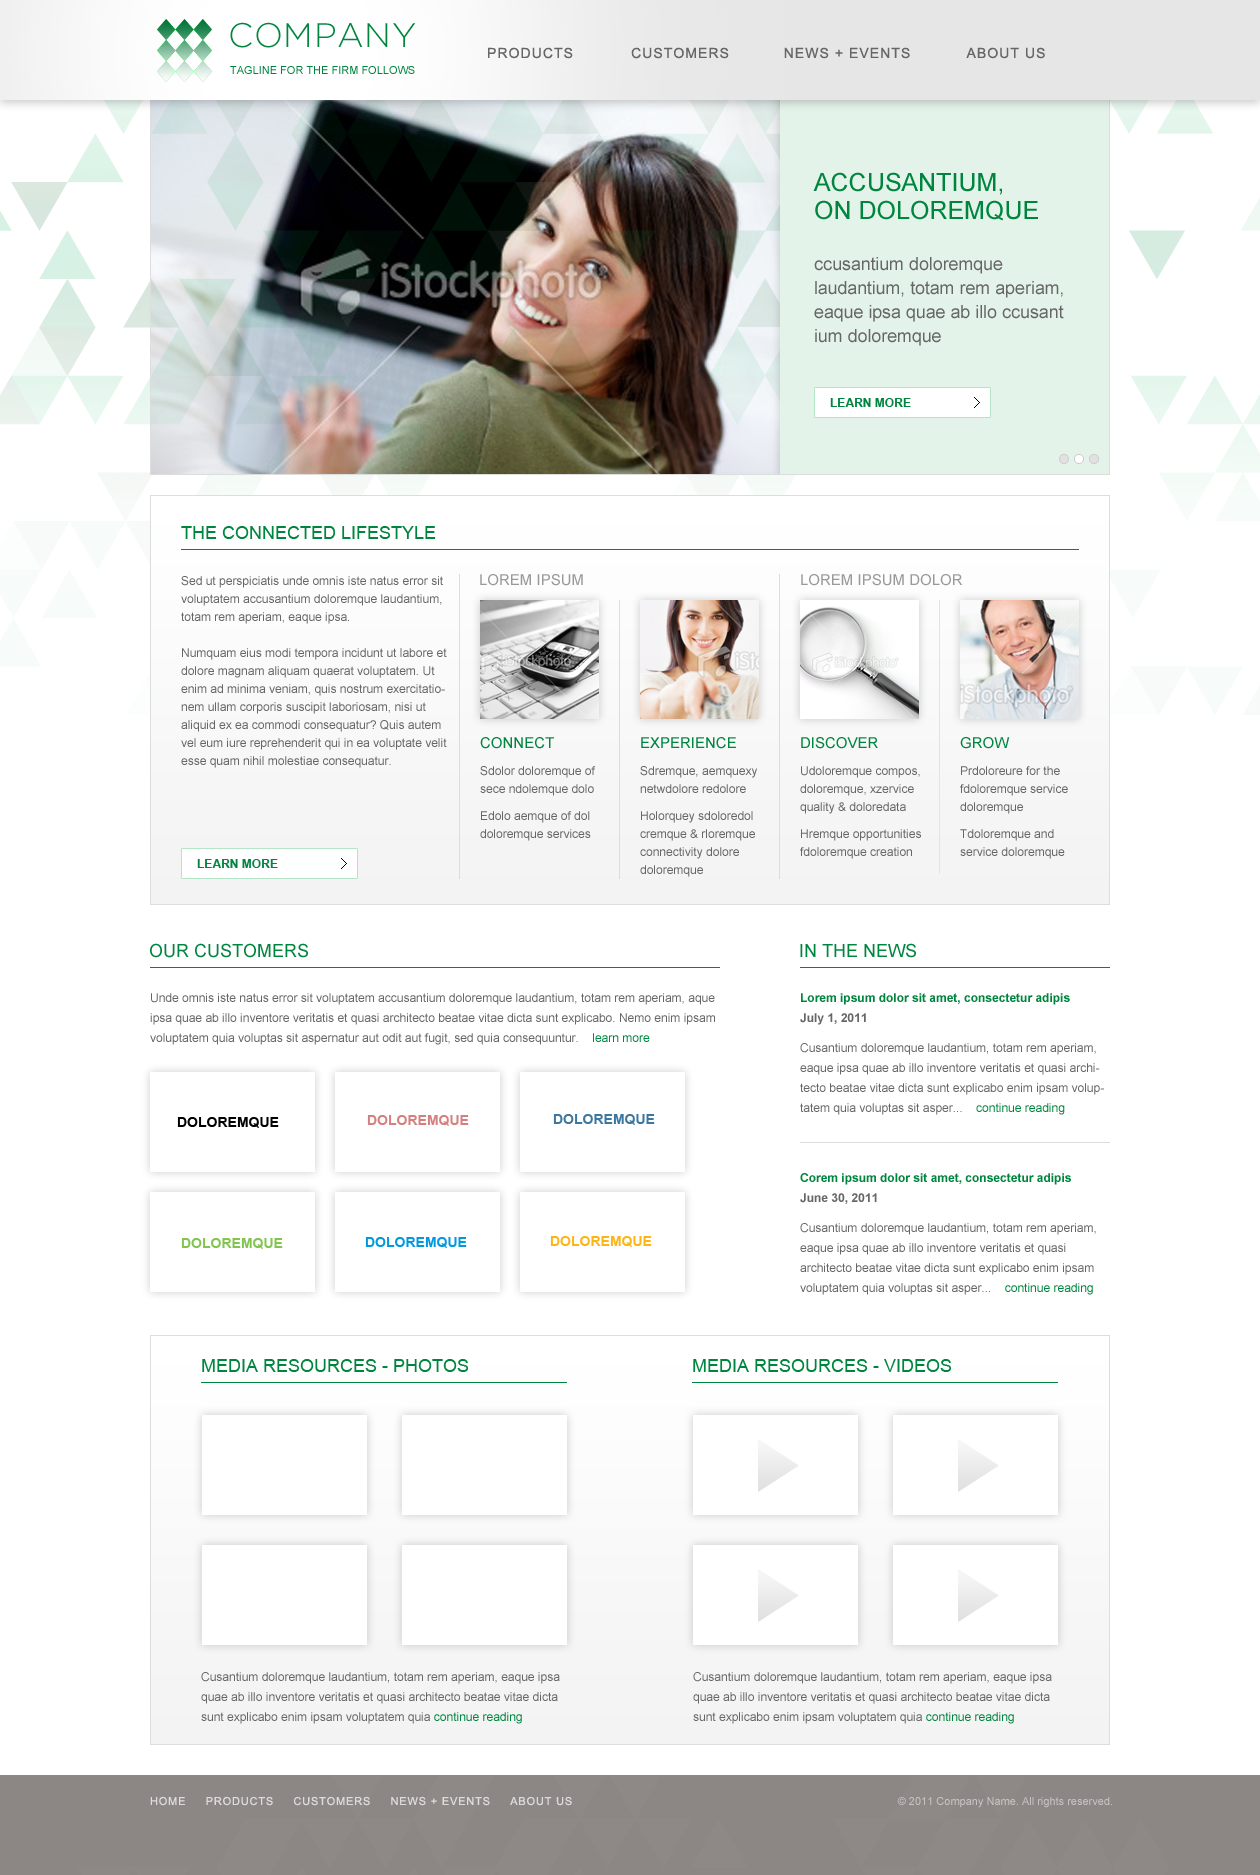 COMPANY
TAGLINE FOR THE FIRM FOLLOWS
PRODUCTS
CUSTOMERS
NEWS + EVENTS
ABOUT US
iStockphoto
ACCUSANTIUM,
ON DOLOREMQUE
ccusantium doloremque
laudantium, totam rem aperiam,
eaque ipsa quae ab illo ccusant
ium doloremque
LEARN MORE
THE CONNECTED LIFESTYLE
Sed ut perspiciatis unde omnis iste natus error sit
voluptatem accusantium doloremque laudantium,
totam rem aperiam, eaque ipsa.
Numquam eius modi tempora incidunt ut labore et
dolore magnam aliquam quaerat voluptatem. Ut
enim ad minima veniam, quis nostrum exercitatio-
nem ullam corporis suscipit laboriosam, nisi ut
aliquid ex ea commodi consequatur? Quis autem
vel eum iure reprehenderit qui in ea voluptate velit
esse quam nihil molestiae consequatur.
LEARN MORE
LOREM IPSUM
iStockphoto
CONNECT
Sdolor doloremque of
sece ndolemque dolo
Edolo aemque of dol
doloremque services
iSto
EXPERIENCE
Sdremque, aemquexy
netwdolore redolore
Holorquey sdoloredol
cremque & rloremque
connectivity dolore
doloremque
LOREM IPSUM DOLOR
iStockphoto
DISCOVER
Udoloremque compos,
doloremque, xzervice
quality & doloredata
Hremque opportunities
fdoloremque creation
iStockphoto
GROW
Prdoloreure for the
fdoloremque service
doloremque
Tdoloremque and
service doloremque
OUR CUSTOMERS
Unde omnis iste natus error sit voluptatem accusantium doloremque laudantium, totam rem aperiam, aque
ipsa quae ab illo inventore veritatis et quasi architecto beatae vitae dicta sunt explicabo. Nemo enim ipsam
voluptatem quia voluptas sit aspernatur aut odit aut fugit, sed quia consequuntur. learn more
DOLOREMQUE
DOLOREMQUE
DOLOREMQUE
DOLOREMQUE
DOLOREMQUE
DOLOREMQUE
IN THE NEWS
Lorem ipsum dolor sit amet, consectetur adipis
July 1, 2011
Cusantium doloremque laudantium, totam rem aperiam,
eaque ipsa quae ab illo inventore veritatis et quasi archi-
tecto beatae vitae dicta sunt explicabo enim ipsam volup-
tatem quia voluptas sit asper... continue reading
Corem ipsum dolor sit amet, consectetur adipis
June 30, 2011
Cusantium doloremque laudantium, totam rem aperiam,
eaque ipsa quae ab illo inventore veritatis et quasi
architecto beatae vitae dicta sunt explicabo enim ipsam
voluptatem quia voluptas sit asper... continue reading
MEDIA RESOURCES - PHOTOS
Cusantium doloremque laudantium, totam rem aperiam, eaque ipsa
quae ab illo inventore veritatis et quasi architecto beatae vitae dicta
sunt explicabo enim ipsam voluptatem quia continue reading
MEDIA RESOURCES - VIDEOS
Cusantium doloremque laudantium, totam rem aperiam, eaque ipsa
quae ab illo inventore veritatis et quasi architecto beatae vitae dicta
sunt explicabo enim ipsam voluptatem quia continue reading
HOME
PRODUCTS
CUSTOMERS
NEWS + EVENTS
ABOUT US
© 2011 Company Name. All rights reserved.